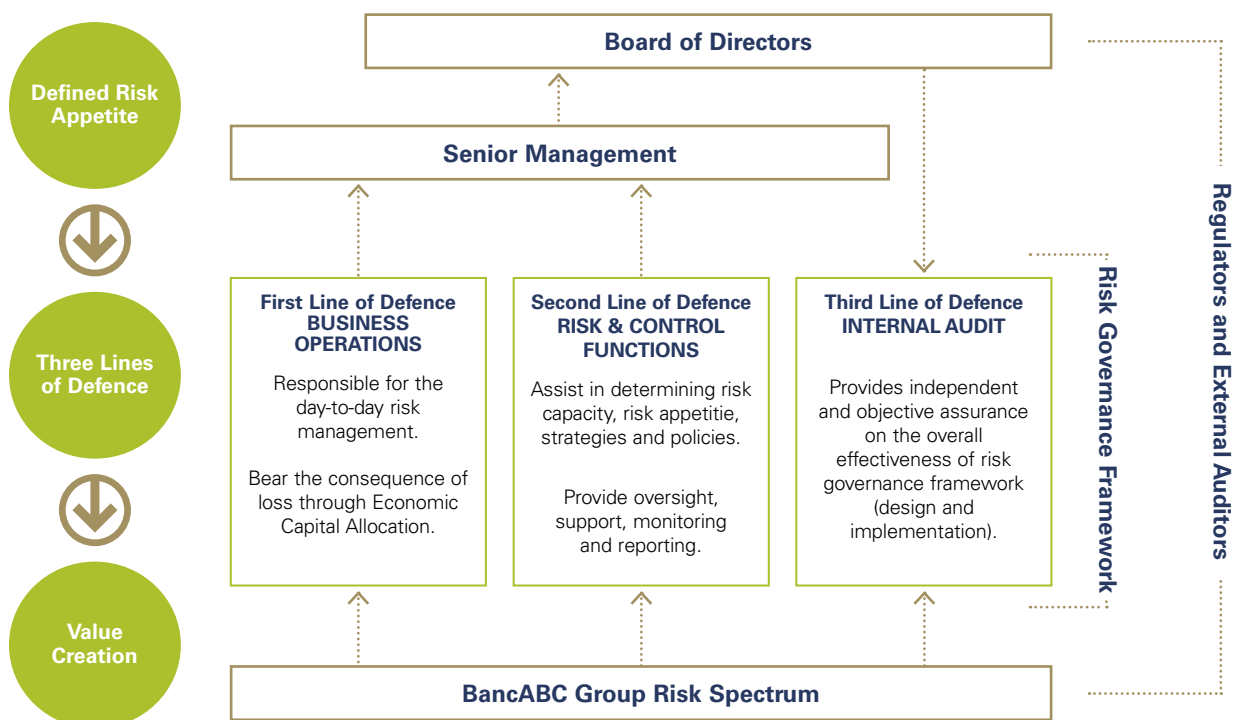 Board of Directors
Defined Risk
Appetite
Senior Management
First Line of Defence
BUSINESS
OPERATIONS
Responsible for the
day-to-day risk
management.
Bear the consequence of
loss through Economic
Capital Allocation.
Second Line of Defence
RISK & CONTROL
FUNCTIONS
Assist in determining risk
capacity, risk appetitie,
strategies and policies.
Provide oversight,
support, monitoring
and reporting.
Third Line of Defence
INTERNAL AUDIT
Provides independent
and objective assurance
on the overall
effectiveness of risk
governance framework
(design and
implementation).
Risk Governance Framework
Regulators and External Auditors
Three Lines
of Defence
Value
Creation
BancABC Group Risk Spectrum